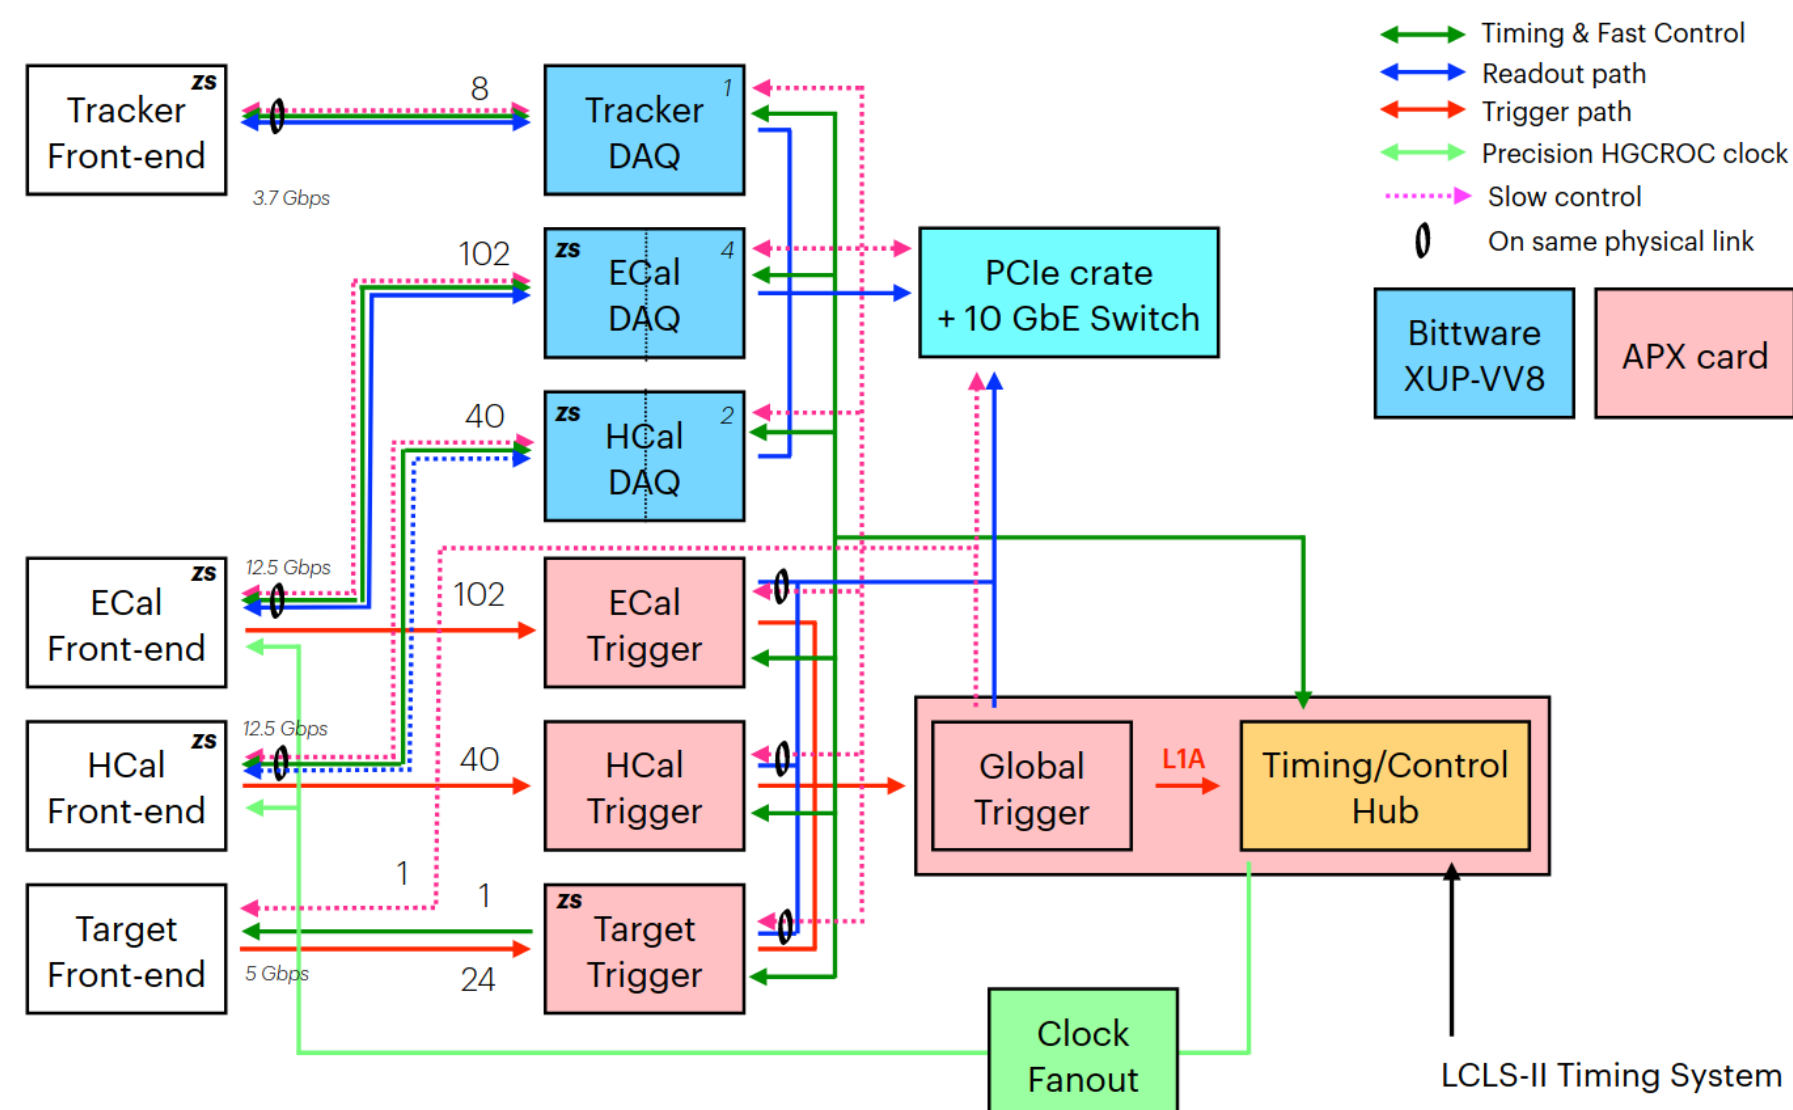 Timing & Fast Control
Readout path
Trigger path
Precision HGCROC clock
Slow control
On same physical link
Bittware
XUP-VV8
APX card
zs
Tracker
Front-end
8
3.7 Gbps
1
Tracker
DAQ
102
zs
4
ECal
DAQ
PCIe crate
+ 10 GbE Switch
40
zs
2
HCal
DAQ
zs
ECal
Front-end
12.5 Gbps
102
ECal
Trigger
zs
HCal
Front-end
12.5 Gbps
40
HCal
Trigger
Global
Trigger
L1A
Timing/Control
Hub
1
1
Target
Front-end
5 Gbps
24
zs
Target
Trigger
Clock
Fanout
LCLS-II Timing System